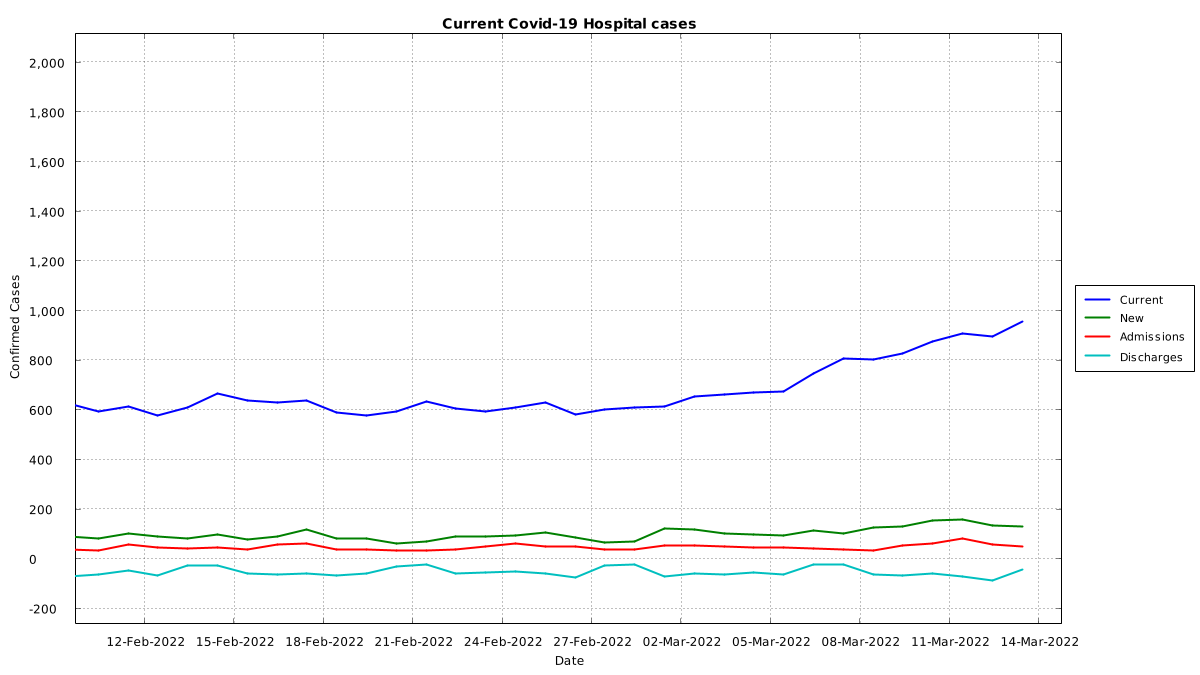 Current Covid-19 Hospital cases
2,000
1,800
1,600
1,400
1,200
1,000
800
600
400
200
0
-200
Confirmed Cases
12-Feb-2022 15-Feb-2022 18-Feb-2022 21-Feb-2022 24-Feb-2022 27-Feb-2022 02-Mar-2022 05-Mar-2022 08-Mar-2022 11-Mar-2022 14-Mar-2022
Date
Current
New
Admissions
Discharges